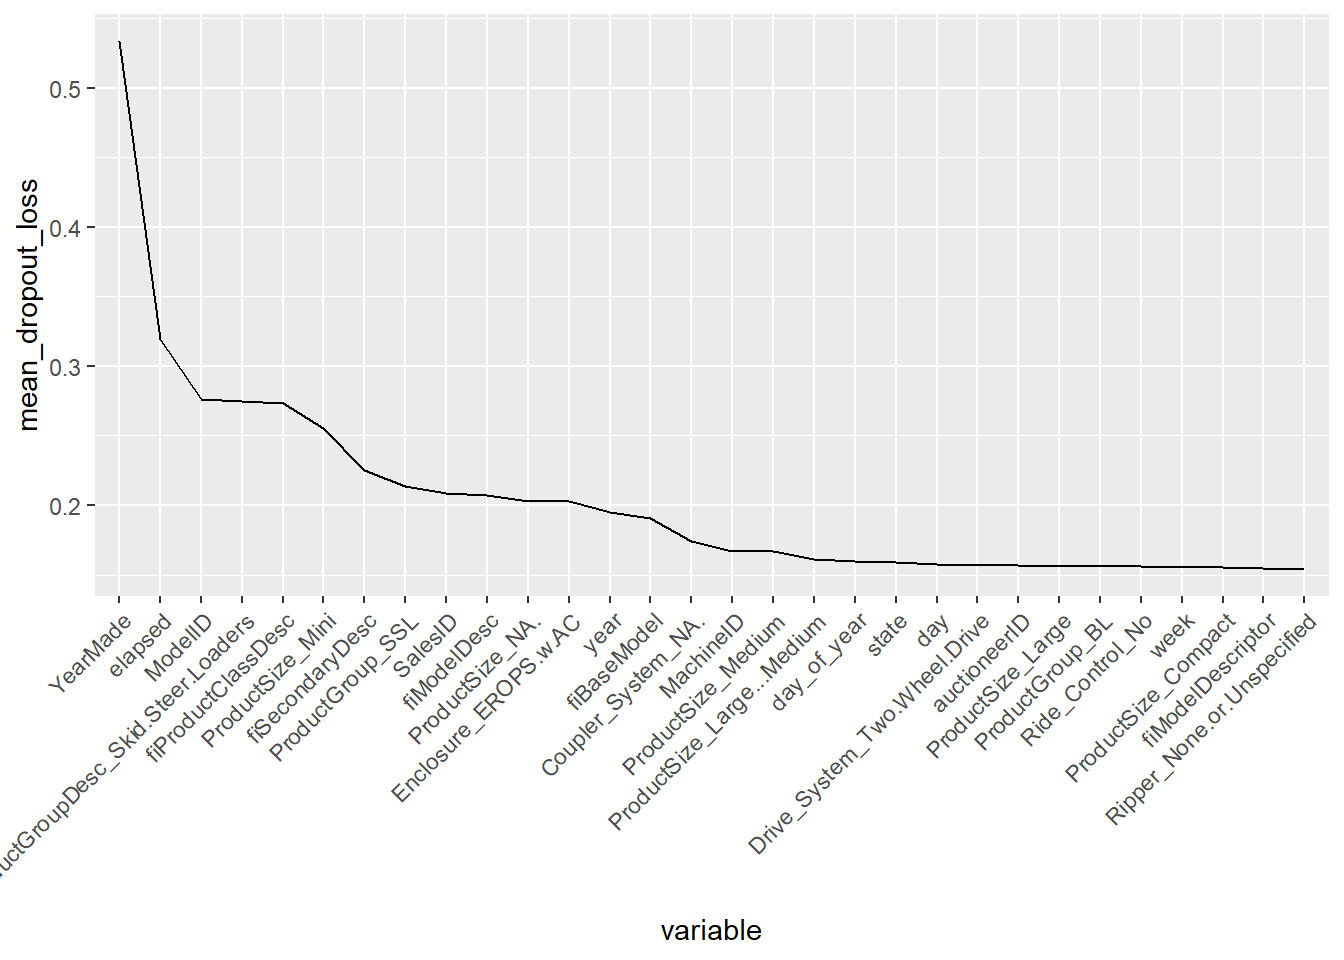 mean_dropout_loss
0.5
0.4
0.3
0.2
YearMade
elapsed
ModelID
uctGroupDesc_Skid.Steer.Loaders
fiProductClassDesc
ProductSize_Mini
fiSecondaryDesc
ProductGroup_SSL
SalesID
fiModelDesc
ProductSize_NA.
Enclosure_EROPS.w.AC
year
fiBaseModel
Coupler_System_NA.
MachineID
ProductSize_Medium
ProductSize_Large...Medium
day_of_year
state
day
Drive_System_Two.Wheel.Drive
auctioneerID
ProductSize_Large
ProductGroup_BL
Ride_Control_No
week
ProductSize_Compact
fiModelDescriptor
Ripper_None.or.Unspecified
variable